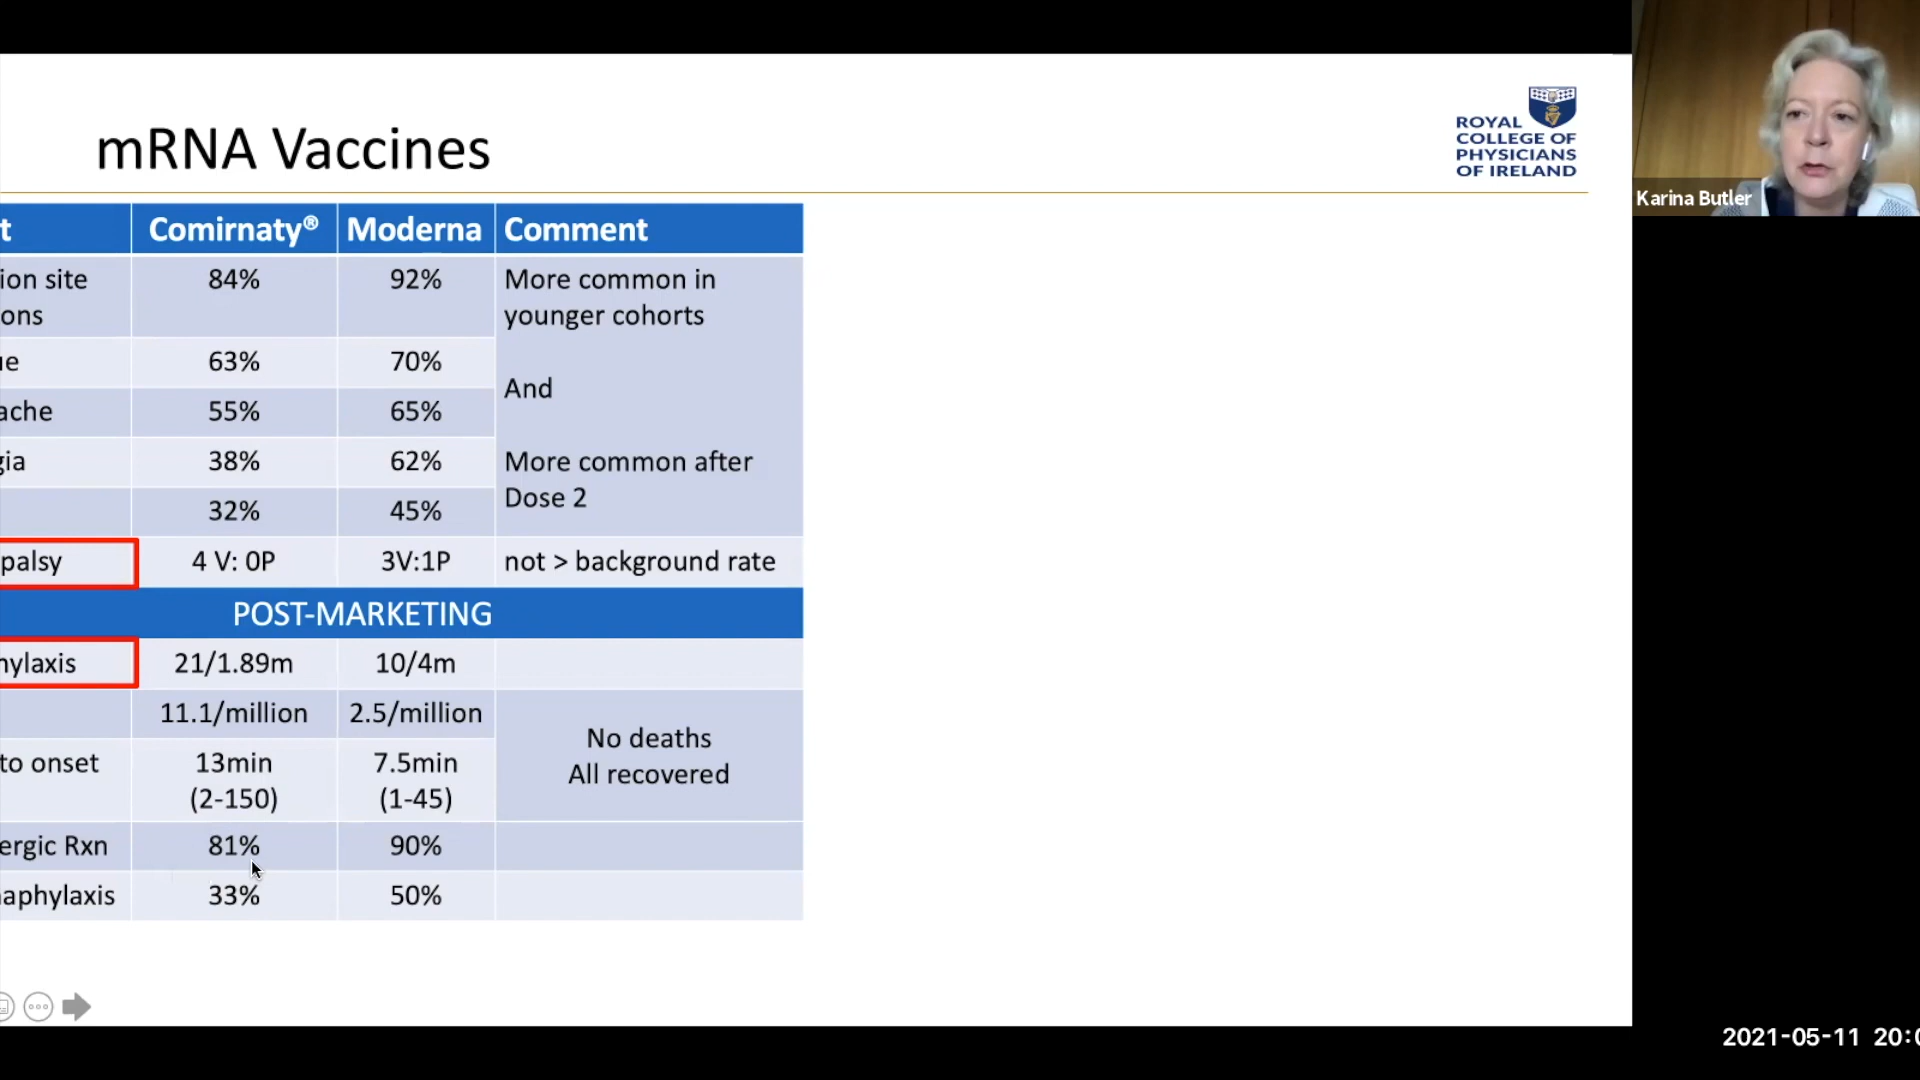 mRNA Vaccines
ROYAL
COLLEGE OF
PHYSICIANS
OF IRELAND
Karina Butler
t Comirnaty® Moderna Comment
ion site 84% 92% More common in
ons younger cohorts
ue 63% 70%
And
ache 55% 65%
gia 38% 62% More common after
Dose 2
32% 45%
palsy 4 V: 0P 3V:1P not > background rate
POST-MARKETING
hylaxis 21/1.89m 10/4m
11.1/million 2.5/million
No deaths
to onset 13min 7.5min
All recovered
(2-150) (1-45)
ergic Rxn 81% 90%
aphylaxis 33% 50%
2021-05-11 20:0